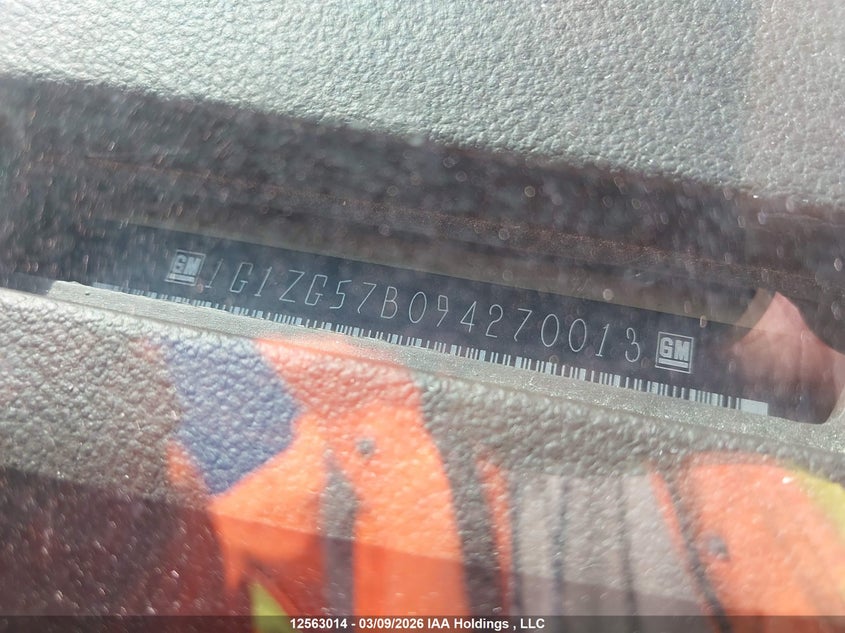 GM 1G1ZG57B094270013 GM
12563014 - 03/09/2026 IAA Holdings , LLC